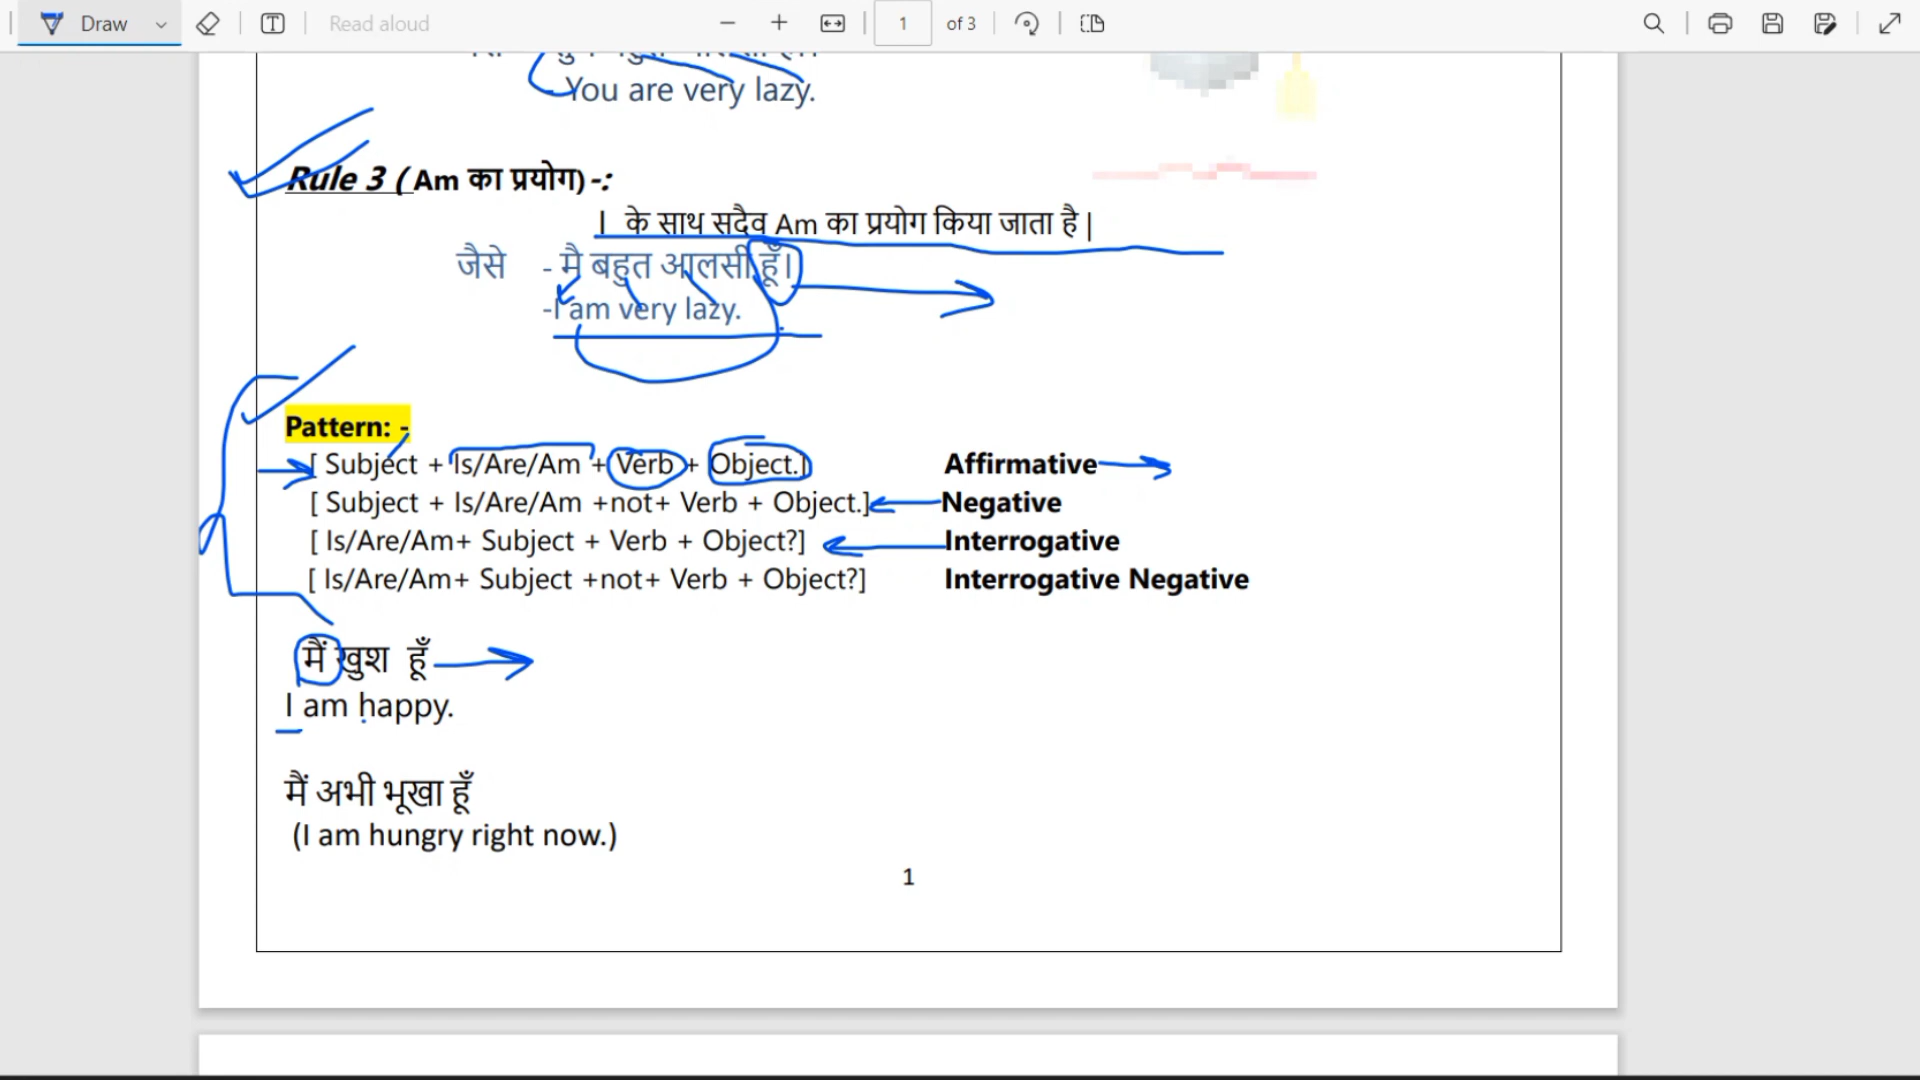 Draw Read aloud 1 of 3
You are very lazy.
Rule 3 ( Am का प्रयोग) -:
I के साथ सदैव Am का प्रयोग किया जाता है |
जैसे - मै बहुत आलसी हूँ।
-I am very lazy.
Pattern: -
[ Subject + Is/Are/Am + Verb + Object.] Affirmative
[ Subject + Is/Are/Am +not+ Verb + Object.] Negative
[ Is/Are/Am+ Subject + Verb + Object?] Interrogative
[ Is/Are/Am+ Subject +not+ Verb + Object?] Interrogative Negative
मैं खुश हूँ
I am happy.
मैं अभी भूखा हूँ
(I am hungry right now.)
1